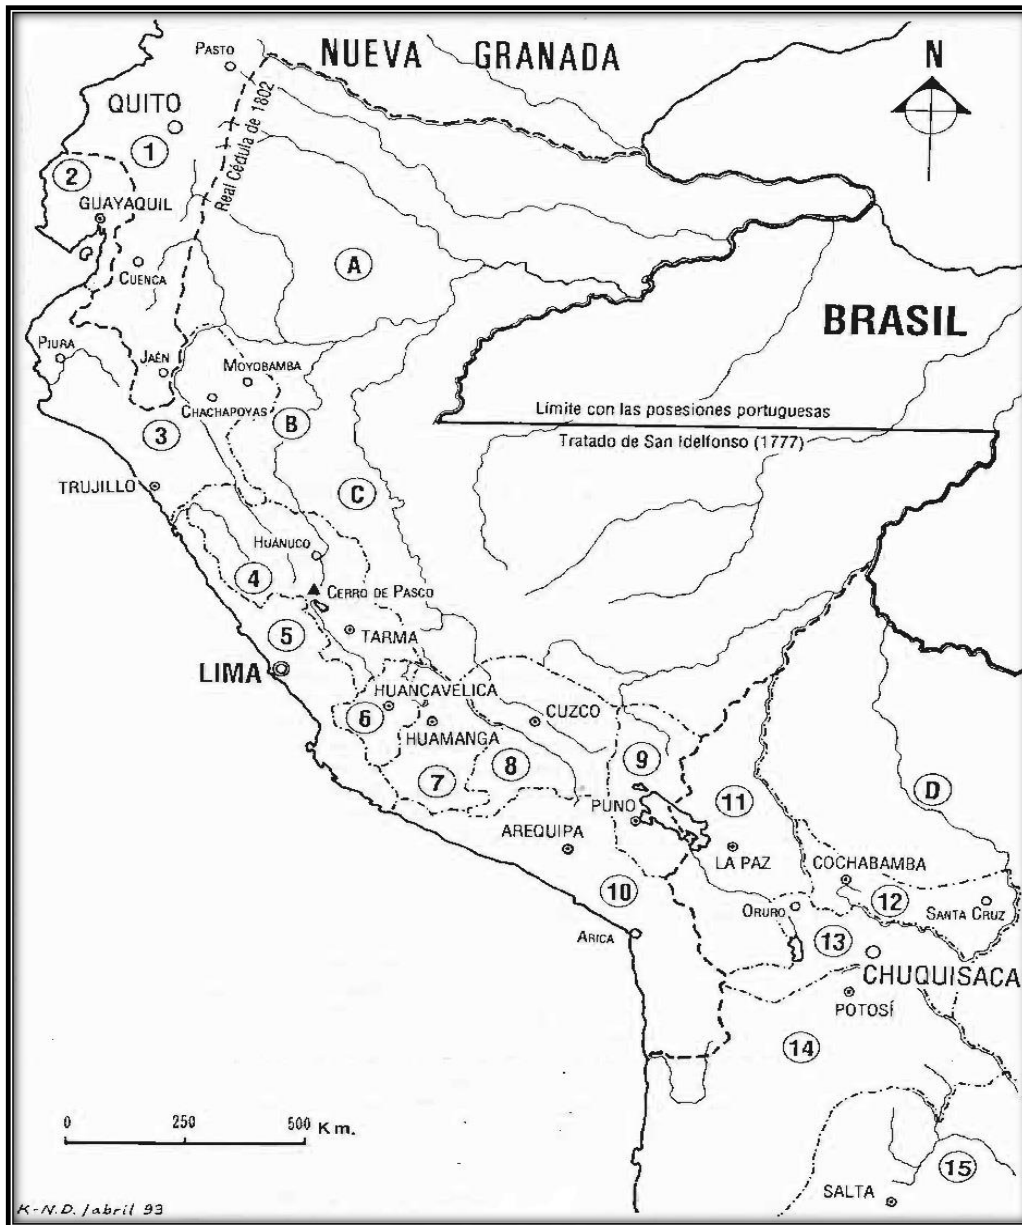 NUEVA GRANADA
N
PASTO
QUITO
Real Cédula de 1802
1
2
GUAYAQUIL
CUENCA
A
BRASIL
PIURA
JAÉN
MOYOBAMBA
CHACHAPOYAS
B
3
Límite con las posesiones portuguesas
Tratado de San Idelfonso (1777)
C
TRUJILLO
HUÁNUCO
4
CERRO DE PASCO
5
TARMA
LIMA
HUANCAVELICA
6
CUZCO
HUAMANGA
7
8
9
D
11
PUNO
AREQUIPA
LA PAZ
COCHABAMBA
10
12
ORURO
SANTA CRUZ
ARICA
13
CHUQUISACA
POTOSÍ
14
0 250 500 Km.
15
SALTA
K-N.D. /abril 93